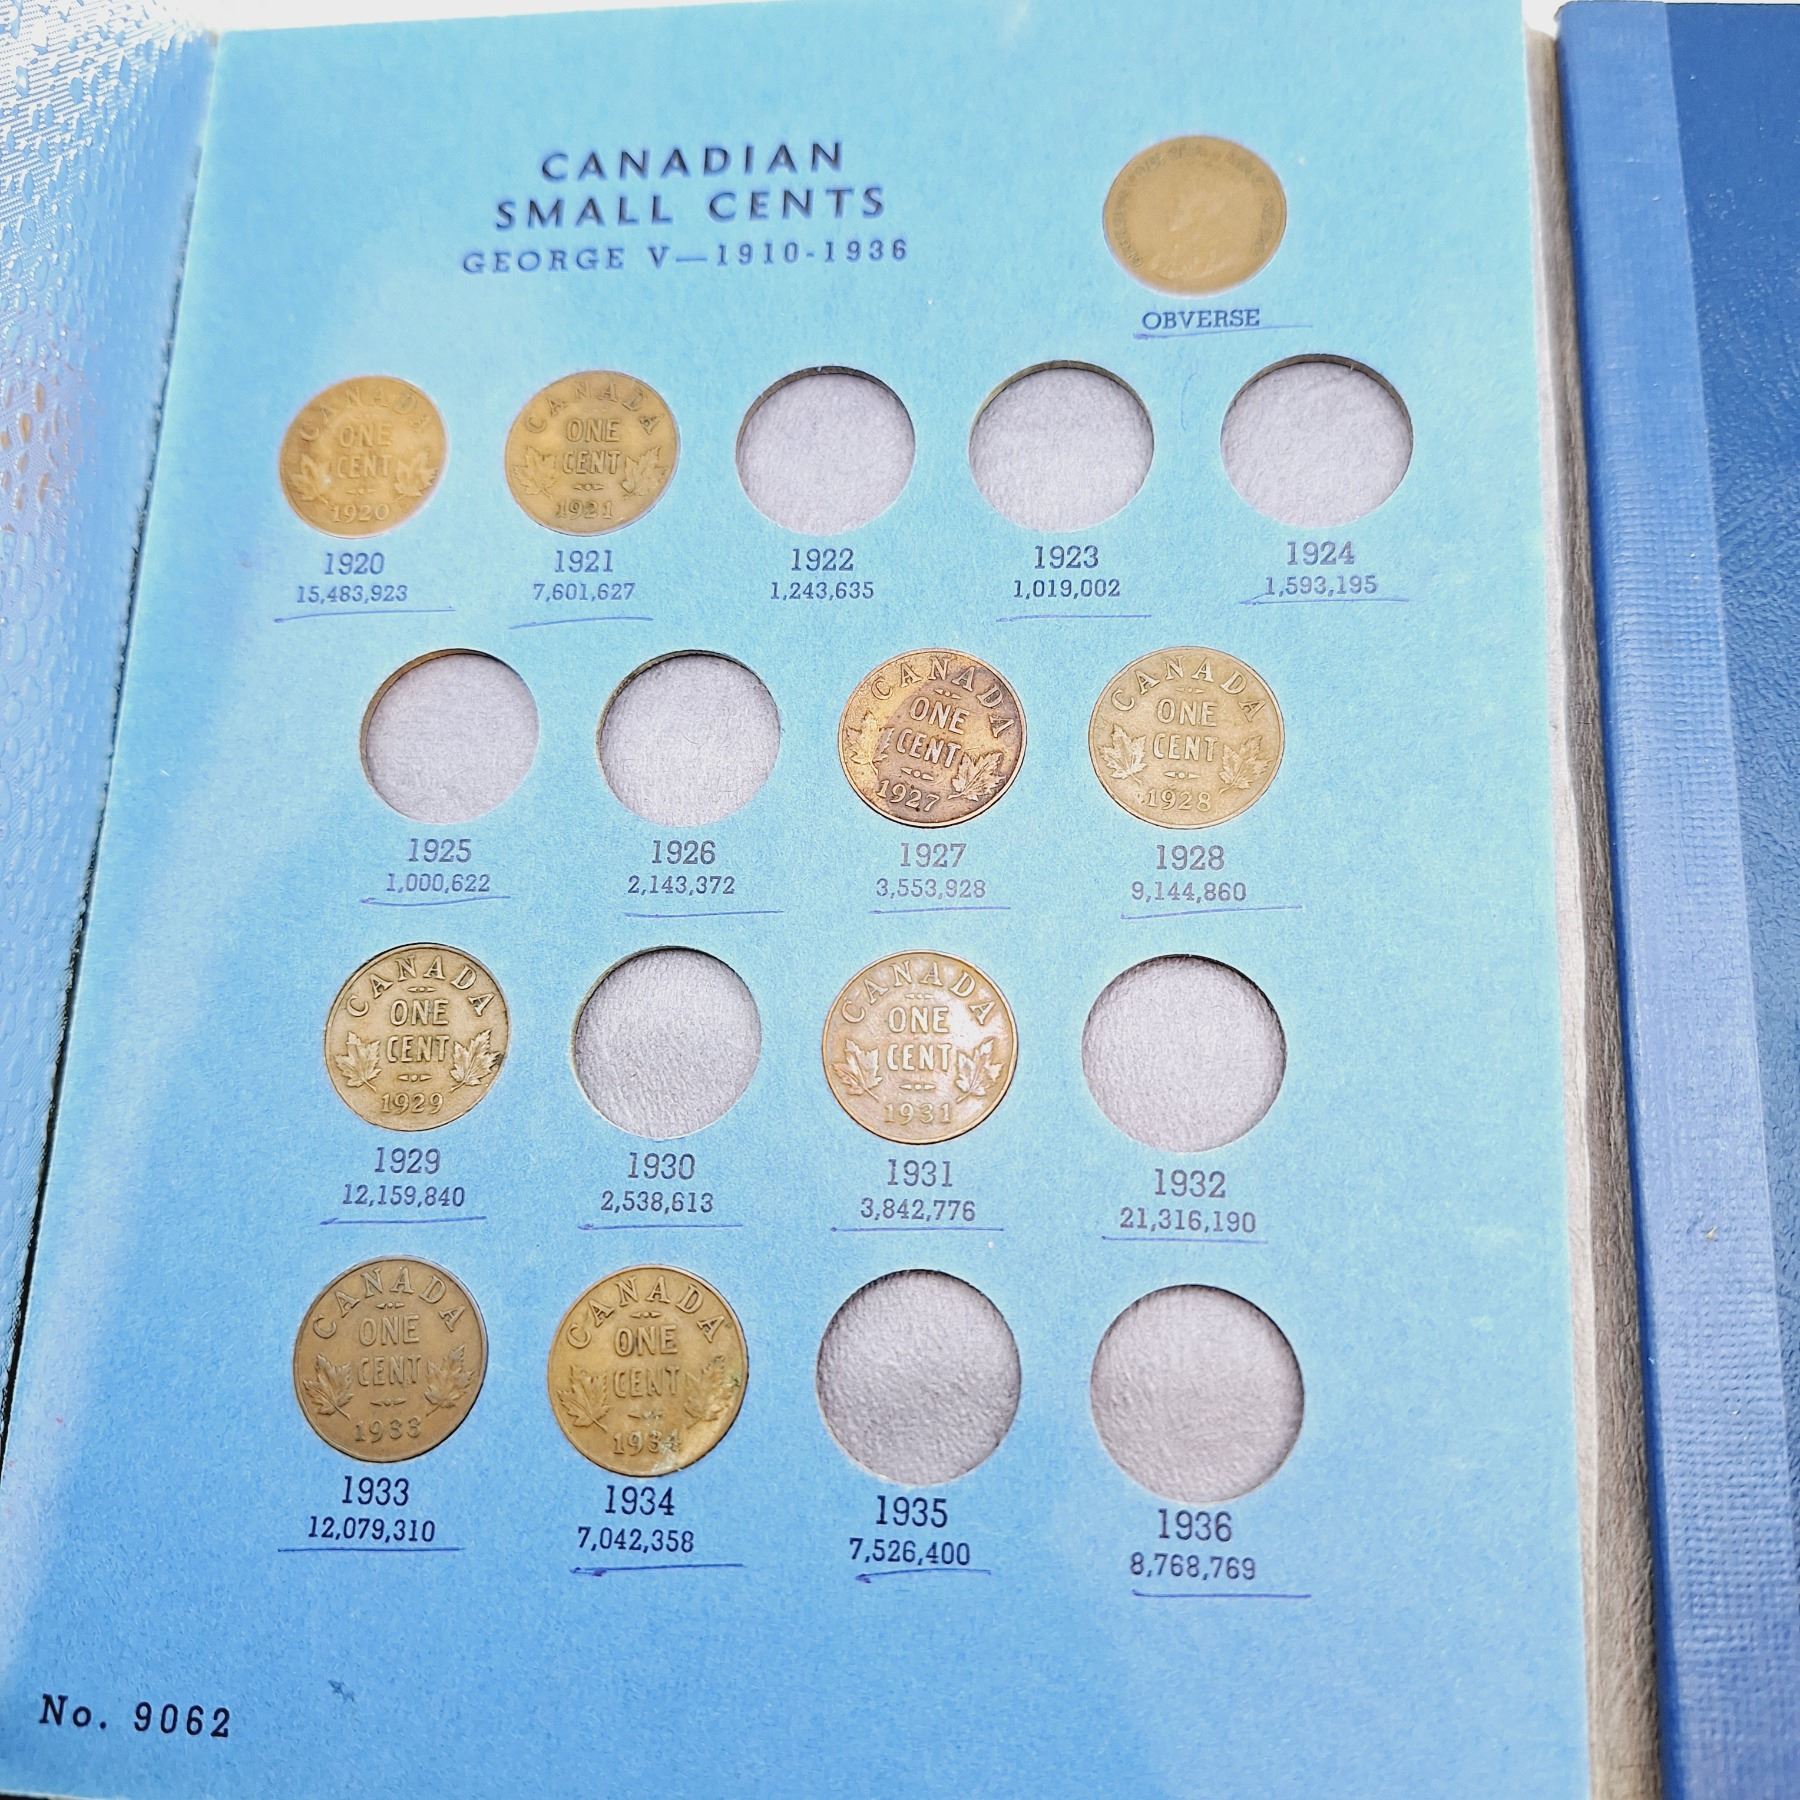 CANADIAN
SMALL CENTS
GEORGE V—1910-1936
OBVERSE
CANADA CANADA
ONE ONE
CENT CENT
1920 1921
1920 1921 1922 1923 1924
15,483,923 7,601,627 1,243,635 1,019,002 1,593,195
CANADA CANADA
ONE ONE
CENT CENT
1927 1928
1925 1926 1927 1928
1,000,622 2,143,372 3,553,928 9,144,860
CANADA CANADA
ONE ONE
CENT CENT
1929 1931
1929 1930 1931 1932
12,159,840 2,538,613 3,842,776 21,316,190
CANADA CANADA
ONE ONE
CENT CENT
1933 1934
1933 1934 1935 1936
12,079,310 7,042,358 7,526,400 8,768,769
No. 9062